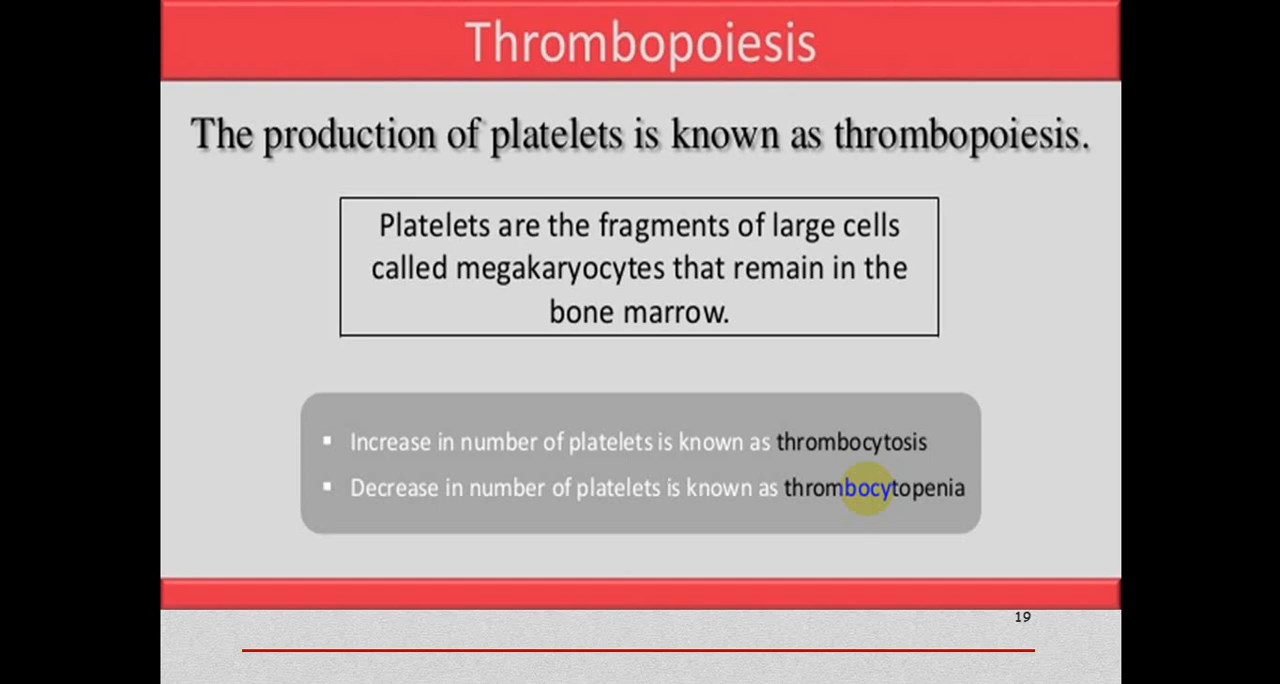 Thrombopoiesis
The production of platelets is known as thrombopoiesis.
Platelets are the fragments of large cells
called megakaryocytes that remain in the
bone marrow.
▪ Increase in number of platelets is known as thrombocytosis
▪ Decrease in number of platelets is known as thrombocytopenia
19